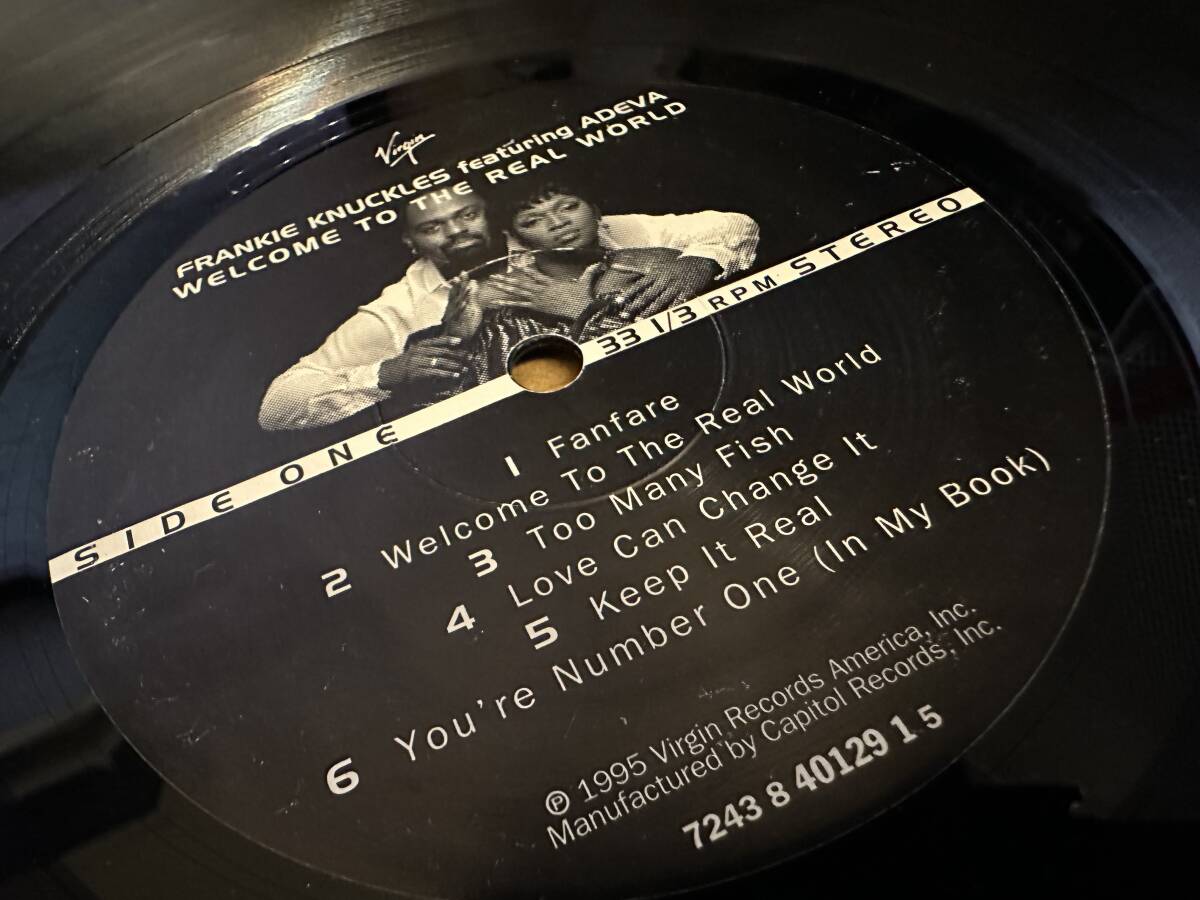 Virgin
FRANKIE KNUCKLES featuring ADEVA
WELCOME TO THE REAL WORLD
SIDE ONE 33 1/3 RPM STEREO
1 Fanfare
2 Welcome To The Real World
3 Too Many Fish
4 Love Can Change It
5 Keep It Real
6 You're Number One (In My Book)
℗ 1995 Virgin Records America, Inc.
Manufactured by Capitol Records, Inc.
7243 8 40129 1 5